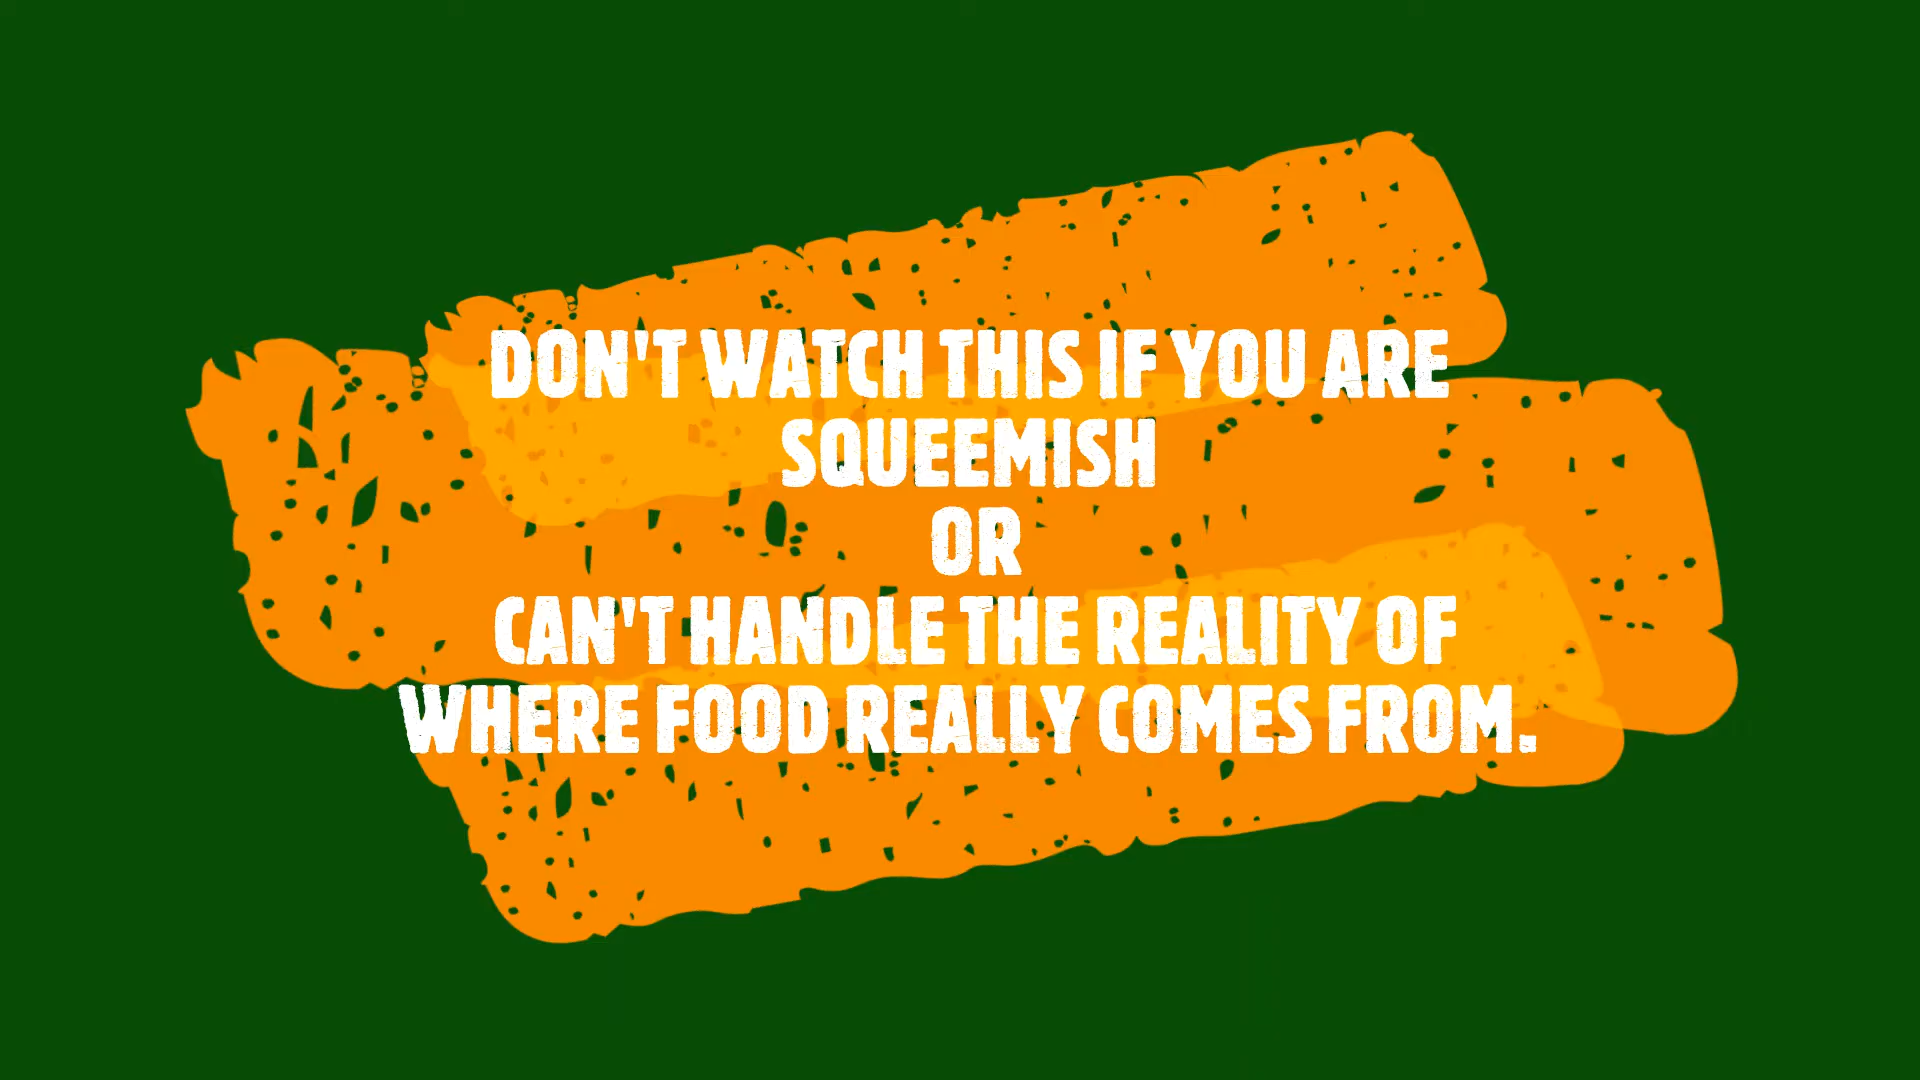 DON'T WATCH THIS IF YOU ARE
SQUEEMISH
OR
CAN'T HANDLE THE REALITY OF
WHERE FOOD REALLY COMES FROM.